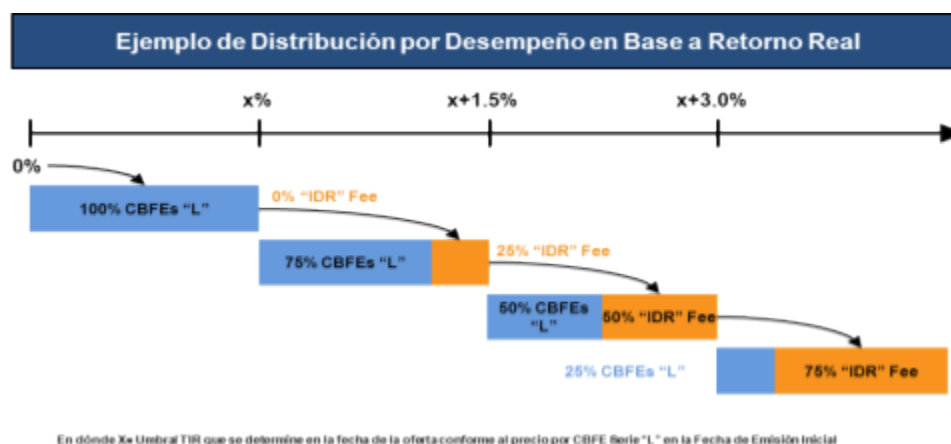 Ejemplo de Distribución por Desempeño en Base a Retorno Real
x%
x+1.5%
x+3.0%
0%
100% CBFEs "L"
0% "IDR" Fee
75% CBFEs "L"
25% "IDR" Fee
50% CBFEs
"L"
50% "IDR" Fee
25% CBFEs "L"
75% "IDR" Fee
En dónde X= Umbral TIR que se determine en la fecha de la oferta conforme al precio por CBFE Serie "L" en la Fecha de Emisión Inicial